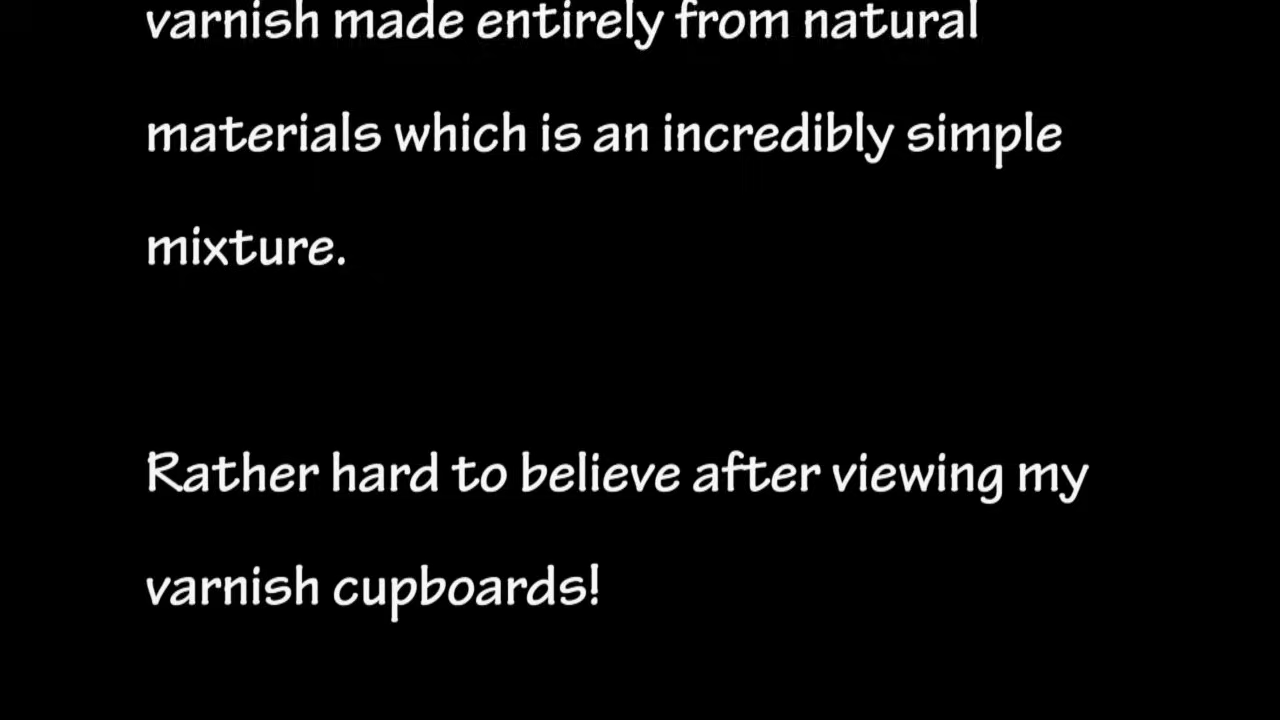 varnish made entirely from natural
materials which is an incredibly simple
mixture.
Rather hard to believe after viewing my
varnish cupboards!